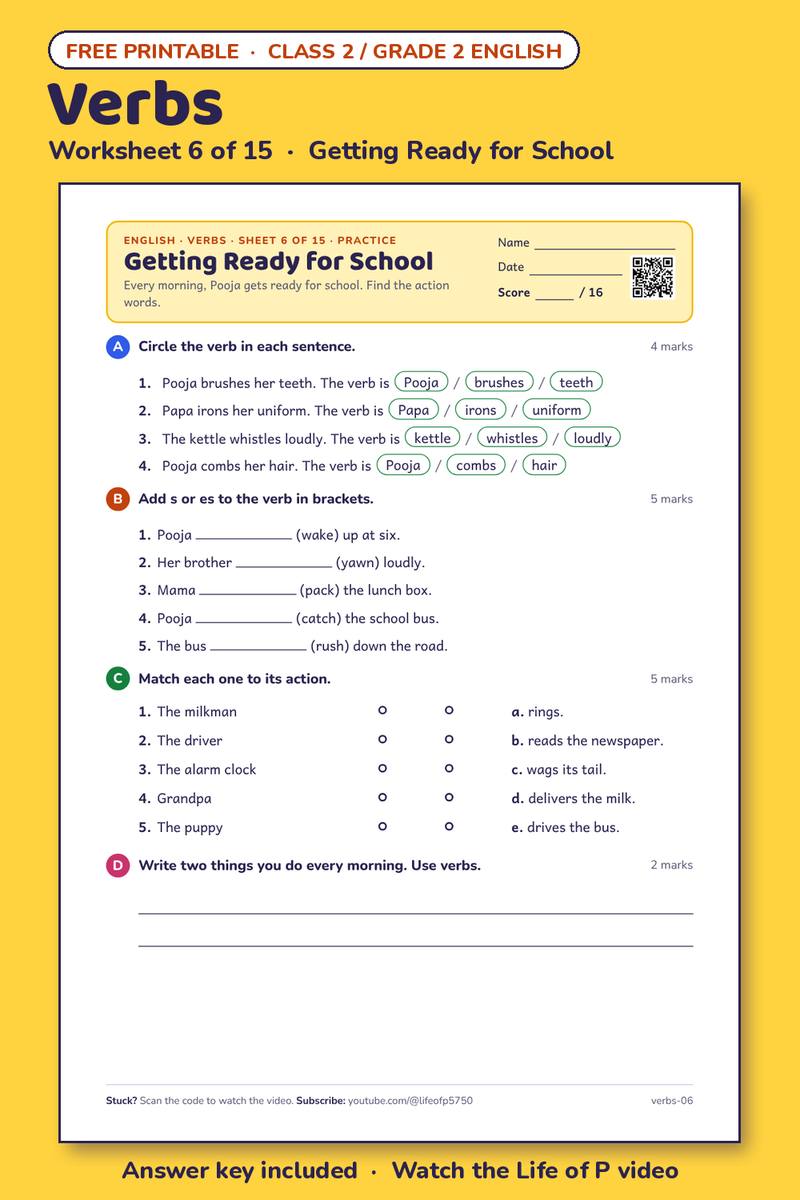 FREE PRINTABLE · CLASS 2 / GRADE 2 ENGLISH
Verbs
Worksheet 6 of 15 · Getting Ready for School
ENGLISH · VERBS · SHEET 6 OF 15 · PRACTICE
Getting Ready for School
Every morning, Pooja gets ready for school. Find the action
words.
Name
Date
Score / 16
A Circle the verb in each sentence. 4 marks
1. Pooja brushes her teeth. The verb is Pooja / brushes / teeth
2. Papa irons her uniform. The verb is Papa / irons / uniform
3. The kettle whistles loudly. The verb is kettle / whistles / loudly
4. Pooja combs her hair. The verb is Pooja / combs / hair
B Add s or es to the verb in brackets. 5 marks
1. Pooja ____________ (wake) up at six.
2. Her brother ____________ (yawn) loudly.
3. Mama ____________ (pack) the lunch box.
4. Pooja ____________ (catch) the school bus.
5. The bus ____________ (rush) down the road.
C Match each one to its action. 5 marks
1. The milkman a. rings.
2. The driver b. reads the newspaper.
3. The alarm clock c. wags its tail.
4. Grandpa d. delivers the milk.
5. The puppy e. drives the bus.
D Write two things you do every morning. Use verbs. 2 marks
Stuck? Scan the code to watch the video. Subscribe: youtube.com/@lifeofp5750 verbs-06
Answer key included · Watch the Life of P video